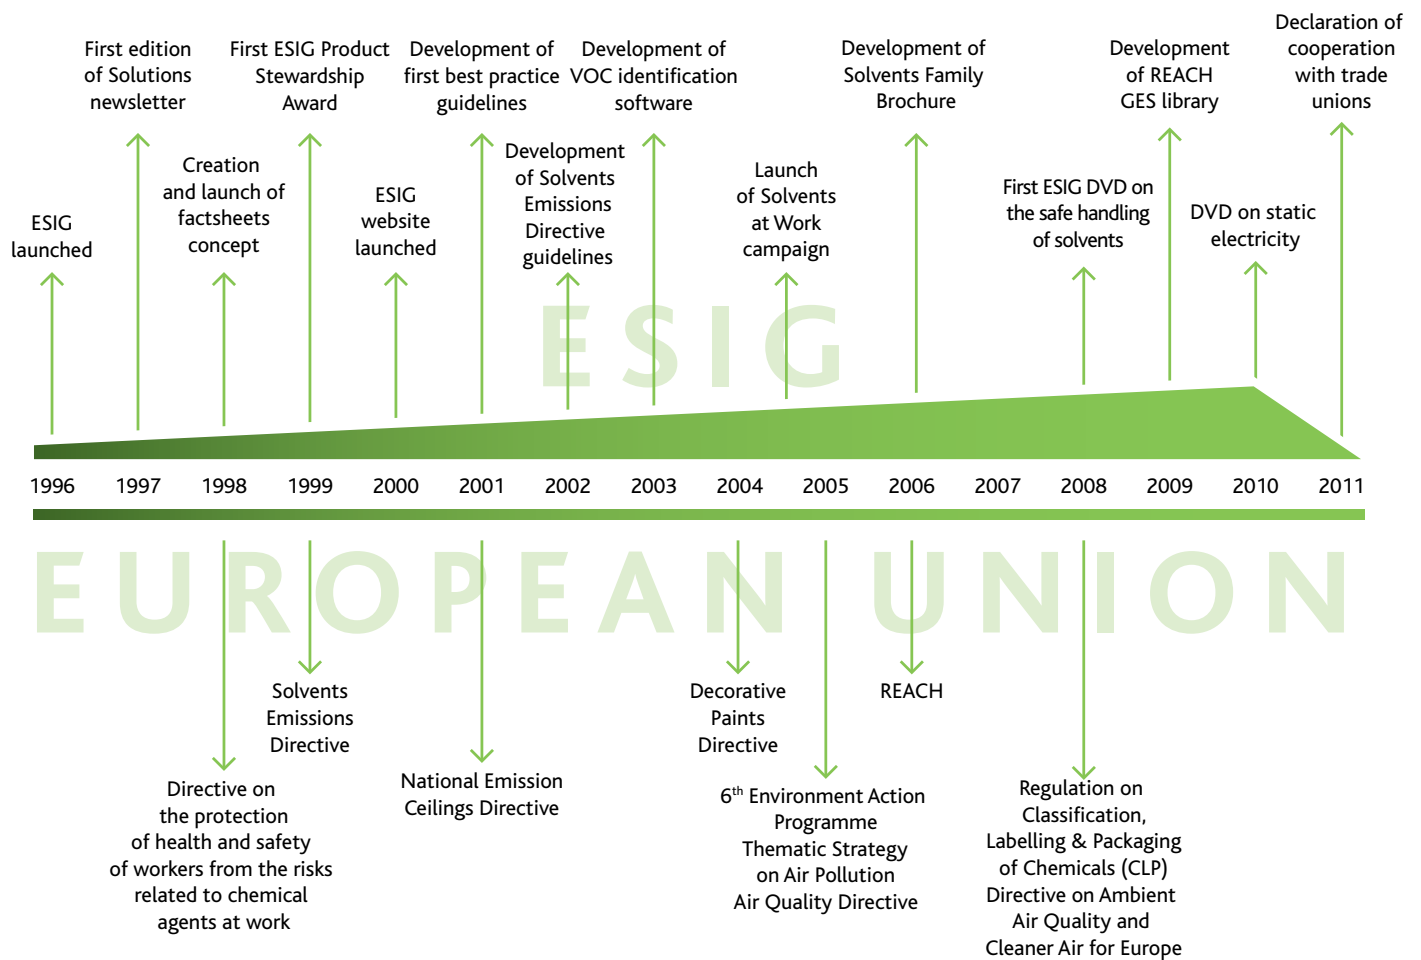 First edition
of Solutions
newsletter
First ESIG Product
Stewardship
Award
Development of
first best practice
guidelines
Development of
VOC identification
software
Development of
Solvents Family
Brochure
Development
of REACH
GES library
Declaration of
cooperation
with trade
unions
ESIG
launched
Creation
and launch of
factsheets
concept
ESIG
website
launched
Development
of Solvents
Emissions
Directive
guidelines
Launch
of Solvents
at Work
campaign
First ESIG DVD on
the safe handling
of solvents
DVD on static
electricity
ESIG
1996 1997 1998 1999 2000 2001 2002 2003 2004 2005 2006 2007 2008 2009 2010 2011
EUROPEAN UNION
Directive on
the protection
of health and safety
of workers from the risks
related to chemical
agents at work
Solvents
Emissions
Directive
National Emission
Ceilings Directive
Decorative
Paints
Directive
6th Environment Action
Programme
Thematic Strategy
on Air Pollution
Air Quality Directive
REACH
Regulation on
Classification,
Labelling & Packaging
of Chemicals (CLP)
Directive on Ambient
Air Quality and
Cleaner Air for Europe